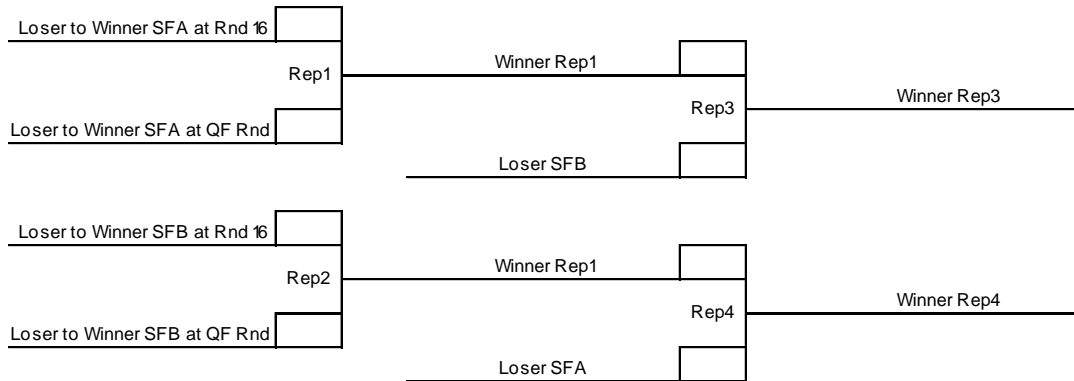 Loser to Winner SFA at Rnd 16
Rep1
Winner Rep1
Loser to Winner SFA at QF Rnd
Rep3
Winner Rep3
Loser SFB
Loser to Winner SFB at Rnd 16
Rep2
Winner Rep1
Loser to Winner SFB at QF Rnd
Rep4
Winner Rep4
Loser SFA